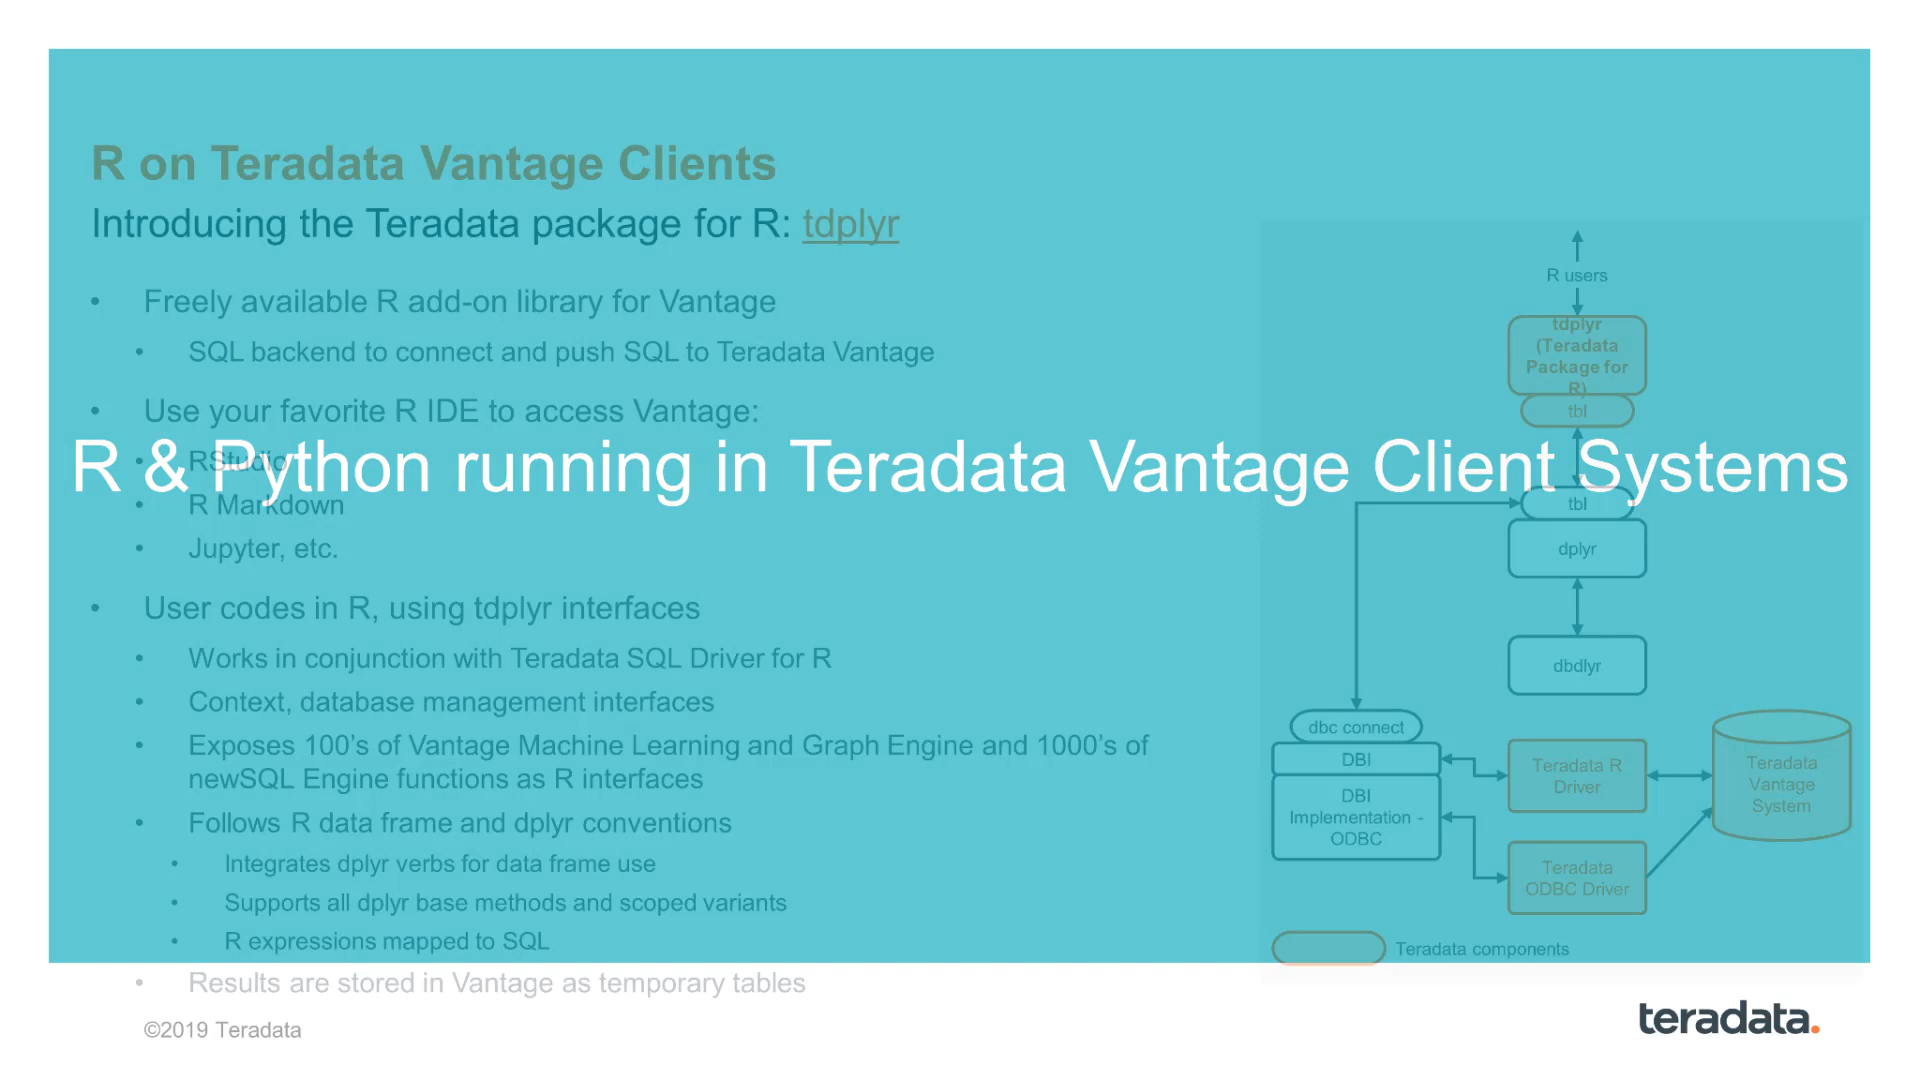 R on Teradata Vantage Clients
Introducing the Teradata package for R: tdplyr
• Freely available R add-on library for Vantage
• SQL backend to connect and push SQL to Teradata Vantage
• Use your favorite R IDE to access Vantage:
R & Python running in Teradata Vantage Client Systems
• RStudio
• R Markdown
• Jupyter, etc.
• User codes in R, using tdplyr interfaces
• Works in conjunction with Teradata SQL Driver for R
• Context, database management interfaces
• Exposes 100's of Vantage Machine Learning and Graph Engine and 1000's of
newSQL Engine functions as R interfaces
• Follows R data frame and dplyr conventions
• Integrates dplyr verbs for data frame use
• Supports all dplyr base methods and scoped variants
• R expressions mapped to SQL
• Results are stored in Vantage as temporary tables
R users
tdplyr
(Teradata
Package for
R)
tbl
tbl
dplyr
dbdlyr
dbc connect
DBI
DBI
Implementation -
ODBC
Teradata R
Driver
Teradata
ODBC Driver
Teradata
Vantage
System
Teradata components
©2019 Teradata
teradata.